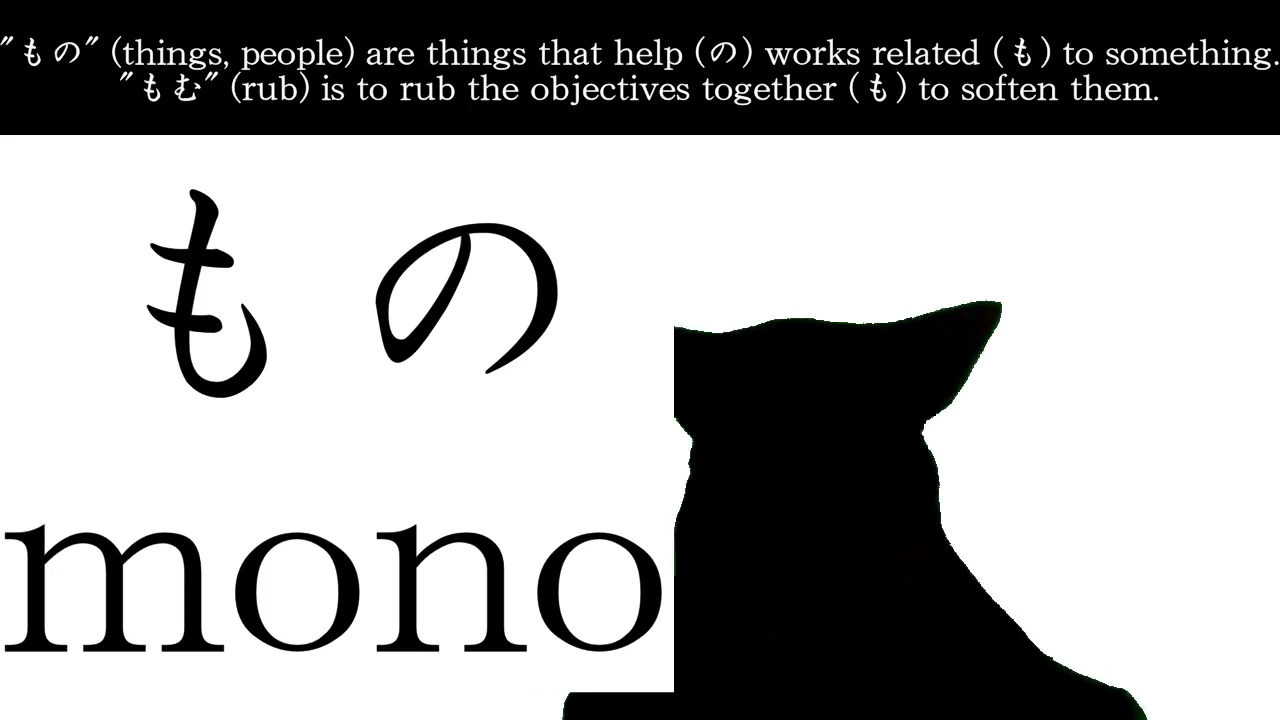 "もの" (things, people) are things that help (の) works related (も) to something.
"もむ" (rub) is to rub the objectives together (も) to soften them.
もの
mono